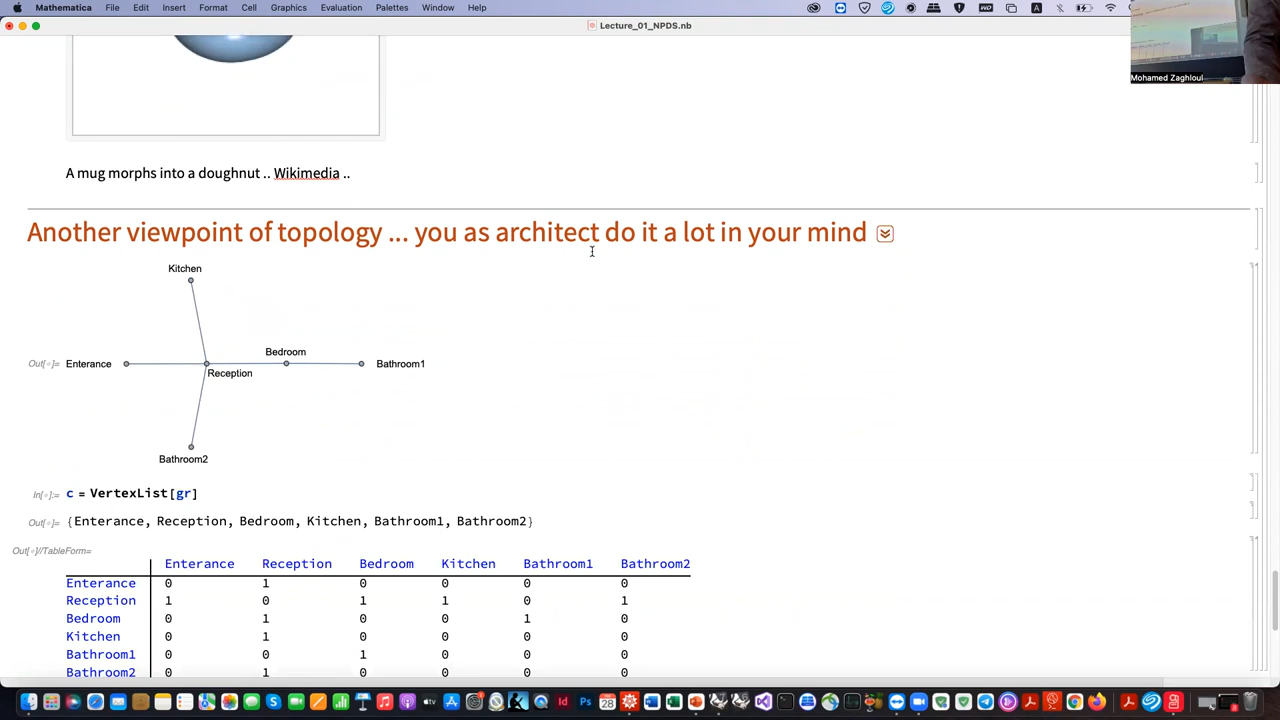 Mathematica File Edit Insert Format Cell Graphics Evaluation Palettes Window Help
Lecture_01_NPDS.nb
Mohamed Zaghloul
A mug morphs into a doughnut .. Wikimedia ..
Another viewpoint of topology ... you as architect do it a lot in your mind
Kitchen
Bedroom
Out[◦]= Enterance Bathroom1
Reception
Bathroom2
In[◦]:= c = VertexList[gr]
Out[◦]= {Enterance, Reception, Bedroom, Kitchen, Bathroom1, Bathroom2}
Out[◦]//TableForm=
Enterance Reception Bedroom Kitchen Bathroom1 Bathroom2
Enterance 0 1 0 0 0 0
Reception 1 0 1 1 0 1
Bedroom 0 1 0 0 1 0
Kitchen 0 1 0 0 0 0
Bathroom1 0 0 1 0 0 0
Bathroom2 0 1 0 0 0 0